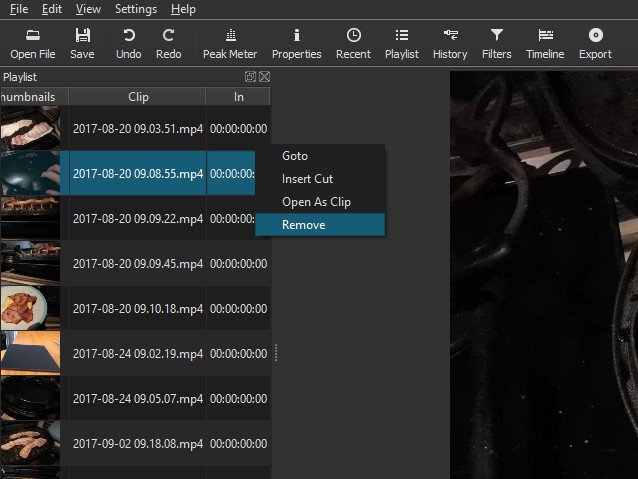 File Edit View Settings Help
Open File Save Undo Redo Peak Meter Properties Recent Playlist History Filters Timeline Export
Playlist
humbnails Clip In
2017-08-20 09.03.51.mp4 00:00:00:00
Goto
2017-08-20 09.08.55.mp4 00:00:00:
Insert Cut
Open As Clip
2017-08-20 09.09.22.mp4 00:00:00:
Remove
2017-08-20 09.09.45.mp4 00:00:00:00
2017-08-20 09.10.18.mp4 00:00:00:00
2017-08-24 09.02.19.mp4 00:00:00:00
2017-08-24 09.05.07.mp4 00:00:00:00
2017-09-02 09.18.08.mp4 00:00:00:00